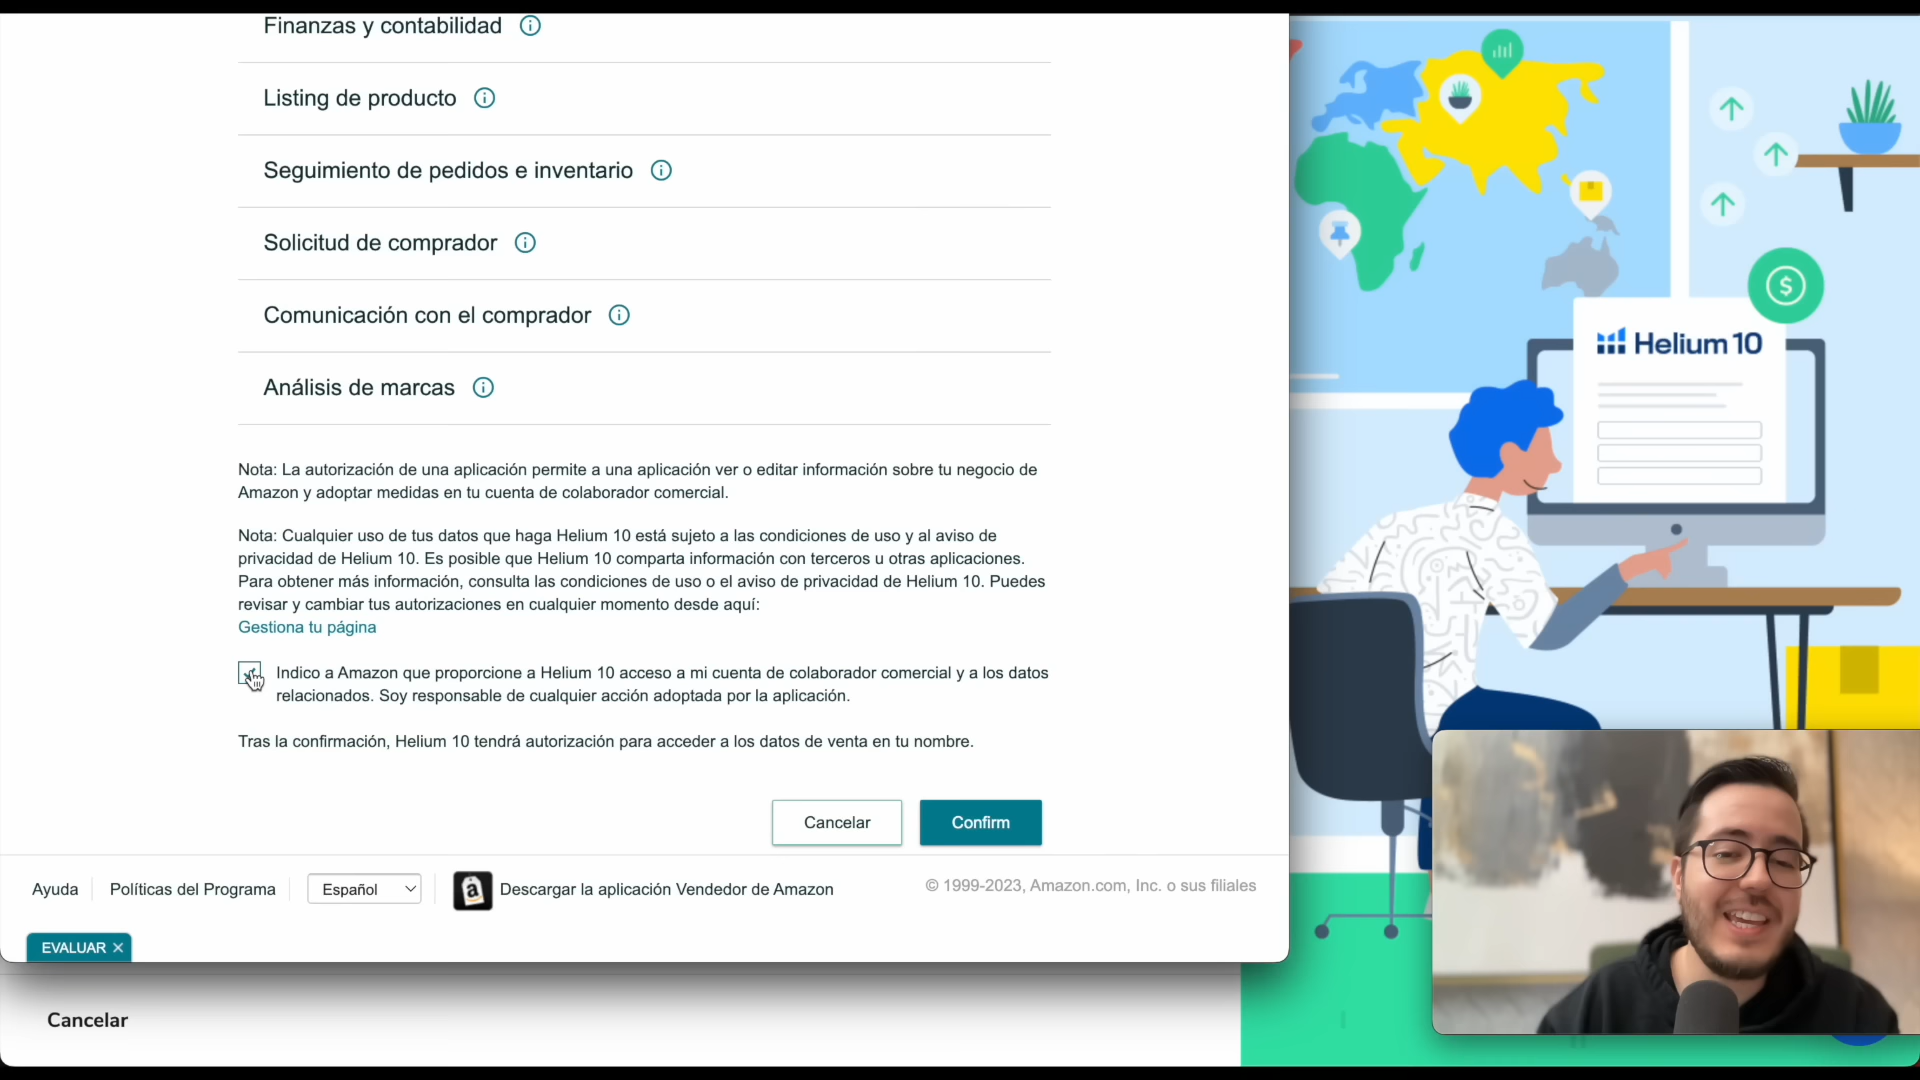 Finanzas y contabilidad
Listing de producto
Seguimiento de pedidos e inventario
Solicitud de comprador
Comunicación con el comprador
Análisis de marcas
Nota: La autorización de una aplicación permite a una aplicación ver o editar información sobre tu negocio de
Amazon y adoptar medidas en tu cuenta de colaborador comercial.
Nota: Cualquier uso de tus datos que haga Helium 10 está sujeto a las condiciones de uso y al aviso de
privacidad de Helium 10. Es posible que Helium 10 comparta información con terceros u otras aplicaciones.
Para obtener más información, consulta las condiciones de uso o el aviso de privacidad de Helium 10. Puedes
revisar y cambiar tus autorizaciones en cualquier momento desde aquí:
Gestiona tu página
Indico a Amazon que proporcione a Helium 10 acceso a mi cuenta de colaborador comercial y a los datos
relacionados. Soy responsable de cualquier acción adoptada por la aplicación.
Tras la confirmación, Helium 10 tendrá autorización para acceder a los datos de venta en tu nombre.
Cancelar
Confirm
Ayuda
Políticas del Programa
Español
Descargar la aplicación Vendedor de Amazon
© 1999-2023, Amazon.com, Inc. o sus filiales
EVALUAR
Cancelar
Helium 10